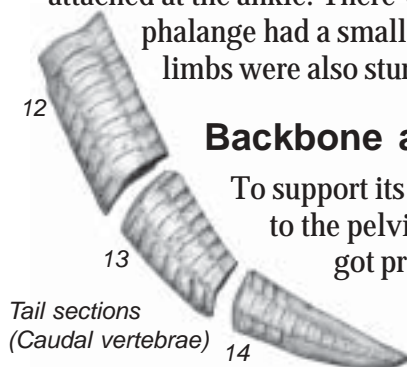 attached at the ankle. There
phalange had a small
limbs were also stu
12
Backbone a
To support its
to the pelvi
got pr
13
Tail sections
(Caudal vertebrae)
14